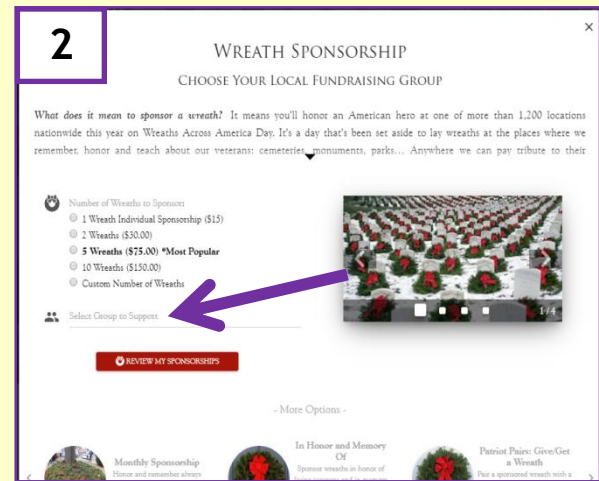 2
×
WREATH SPONSORSHIP
CHOOSE YOUR LOCAL FUNDRAISING GROUP
What does it mean to sponsor a wreath? It means you'll honor an American hero at one of more than 1,200 locations
nationwide this year on Wreaths Across America Day. It's a day that's been set aside to lay wreaths at the places where we
remember, honor and teach about our veterans: cemeteries, monuments, parks... Anywhere we can pay tribute to their
Number of Wreaths to Sponsor:
1 Wreath Individual Sponsorship ($15)
2 Wreaths ($30.00)
5 Wreaths ($75.00) *Most Popular
10 Wreaths ($150.00)
Custom Number of Wreaths
1/4
Select Group to Support
REVIEW MY SPONSORSHIPS
- More Options -
Monthly Sponsorship
Honor and remember always
In Honor and Memory
Of
Sponsor wreaths in honor of
Patriot Pairs: Give/Get
a Wreath
Pair a sponsored wreath with a